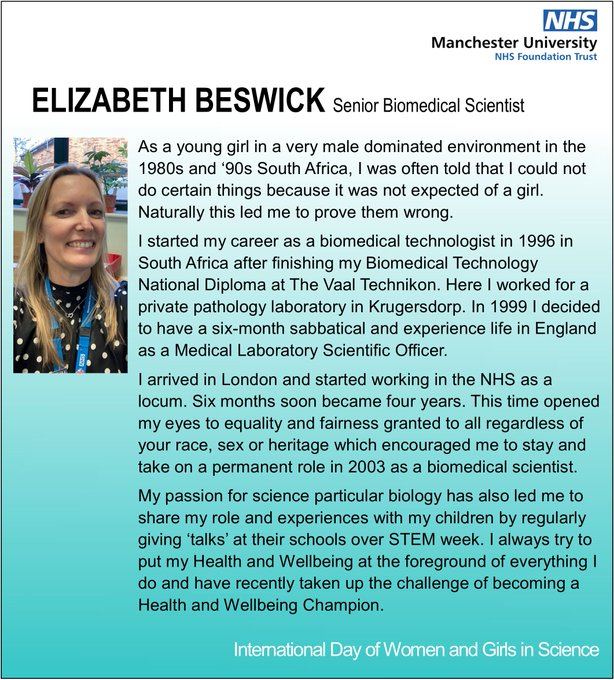 NHS
Manchester University
NHS Foundation Trust
ELIZABETH BESWICK Senior Biomedical Scientist
As a young girl in a very male dominated environment in the
1980s and ‘90s South Africa, I was often told that I could not
do certain things because it was not expected of a girl.
Naturally this led me to prove them wrong.
I started my career as a biomedical technologist in 1996 in
South Africa after finishing my Biomedical Technology
National Diploma at The Vaal Technikon. Here I worked for a
private pathology laboratory in Krugersdorp. In 1999 I decided
to have a six-month sabbatical and experience life in England
as a Medical Laboratory Scientific Officer.
I arrived in London and started working in the NHS as a
locum. Six months soon became four years. This time opened
my eyes to equality and fairness granted to all regardless of
your race, sex or heritage which encouraged me to stay and
take on a permanent role in 2003 as a biomedical scientist.
My passion for science particular biology has also led me to
share my role and experiences with my children by regularly
giving ‘talks’ at their schools over STEM week. I always try to
put my Health and Wellbeing at the foreground of everything I
do and have recently taken up the challenge of becoming a
Health and Wellbeing Champion.
International Day of Women and Girls in Science